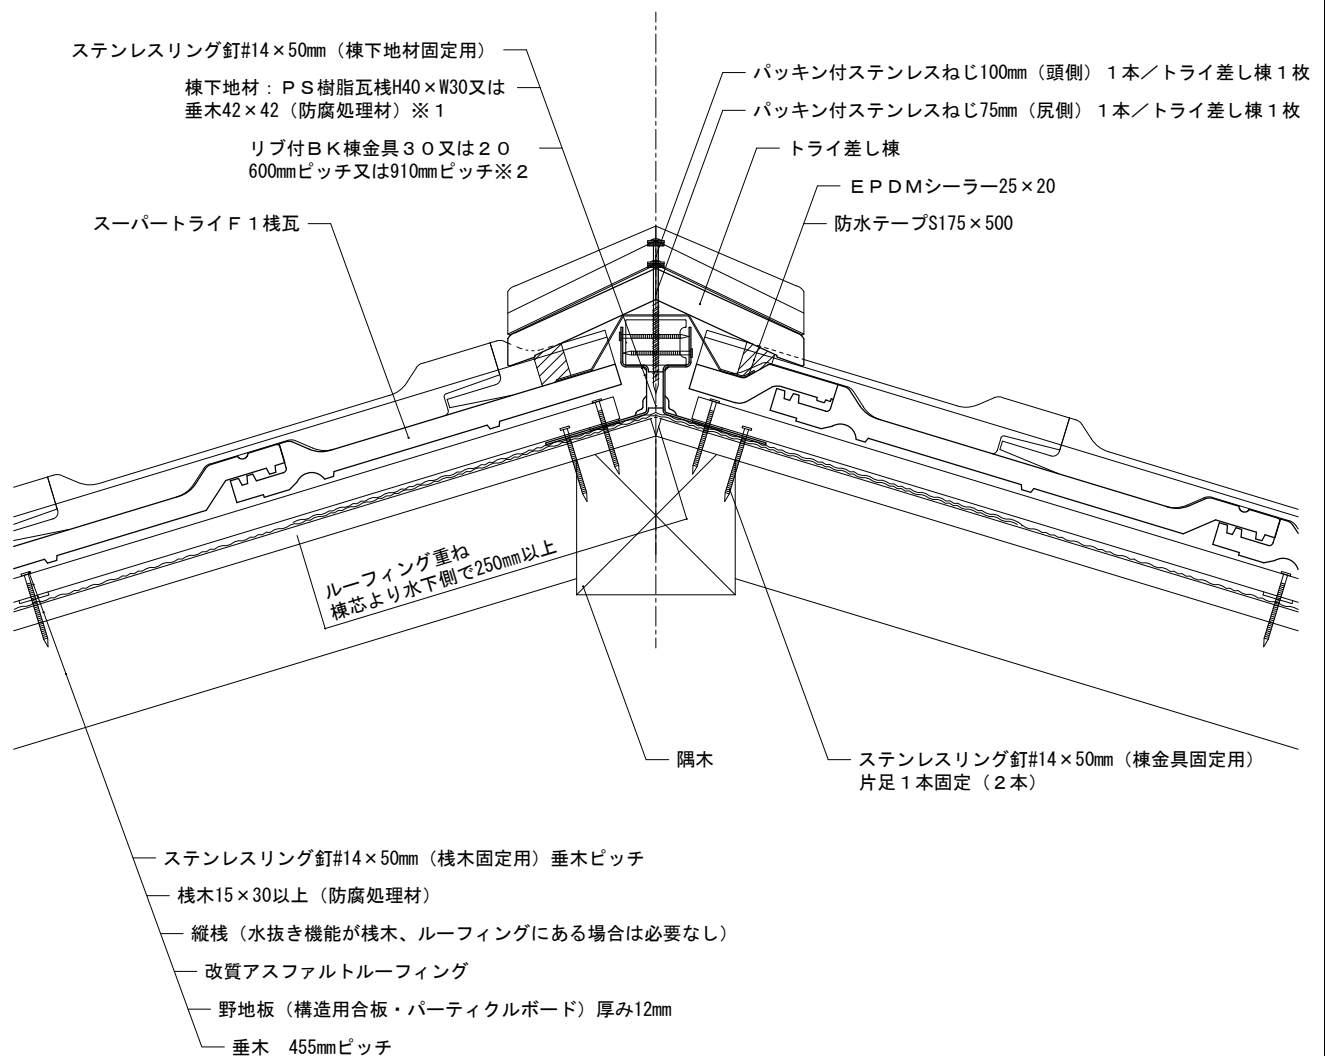 ステンレスリング釘#14×50mm（棟下地材固定用）
棟下地材：ＰＳ樹脂瓦桟H40×W30又は
垂木42×42（防腐処理材）※１
リブ付ＢＫ棟金具３０又は２０
600mmピッチ又は910mmピッチ※２
スーパートライＦ１桟瓦
パッキン付ステンレスねじ100mm（頭側）１本／トライ差し棟１枚
パッキン付ステンレスねじ75mm（尻側）１本／トライ差し棟１枚
トライ差し棟
ＥＰＤＭシーラー25×20
防水テープS175×500
ルーフィング重ね
棟芯より水下側で250mm以上
隅木
ステンレスリング釘#14×50mm（棟金具固定用）
片足１本固定（２本）
ステンレスリング釘#14×50mm（桟木固定用）垂木ピッチ
桟木15×30以上（防腐処理材）
縦桟（水抜き機能が桟木、ルーフィングにある場合は必要なし）
改質アスファルトルーフィング
野地板（構造用合板・パーティクルボード）厚み12mm
垂木　455mmピッチ